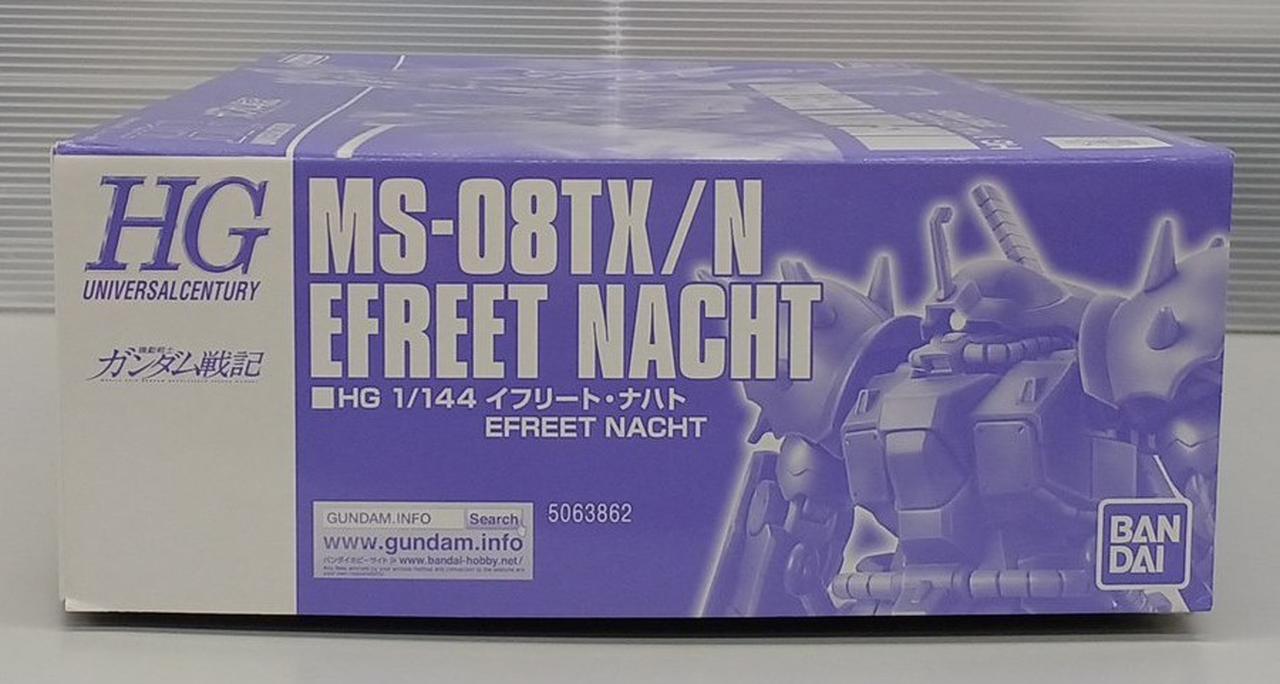 HG
UNIVERSALCENTURY
機動戦士
ガンダム戦記
MS-08TX/N
EFREET NACHT
■HG 1/144 イフリート・ナハト
EFREET NACHT
GUNDAM.INFO Search
www.gundam.info
バンダイホビーサイト www.bandai-hobby.net/
5063862
BAN
DAI